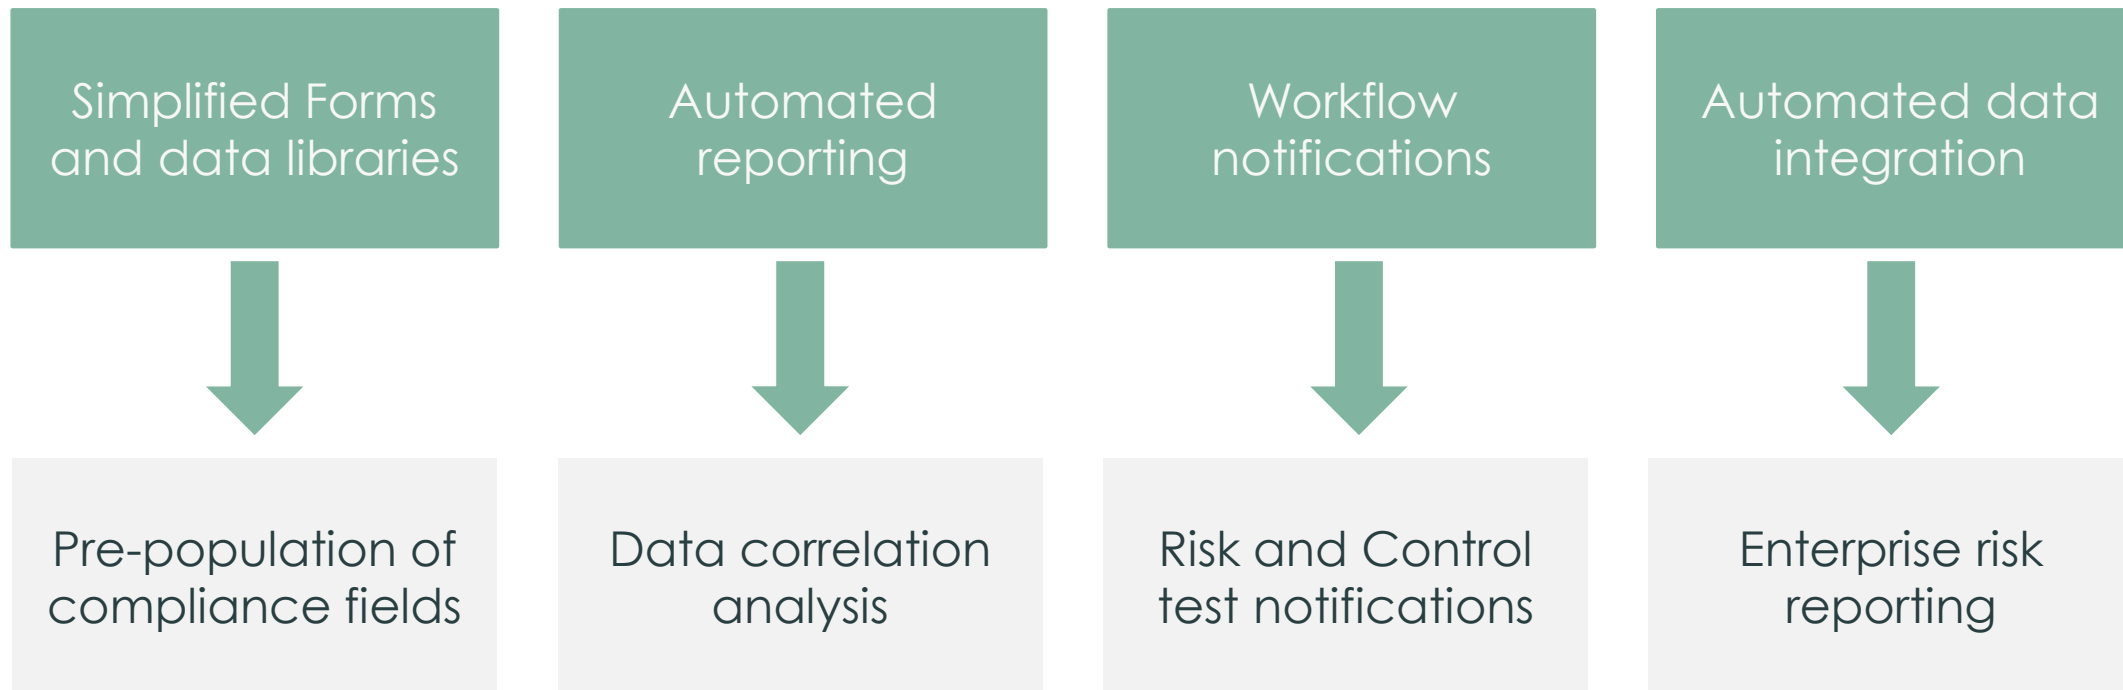 Simplified Forms
and data libraries
Automated
reporting
Workflow
notifications
Automated data
integration
Pre-population of
compliance fields
Data correlation
analysis
Risk and Control
test notifications
Enterprise risk
reporting